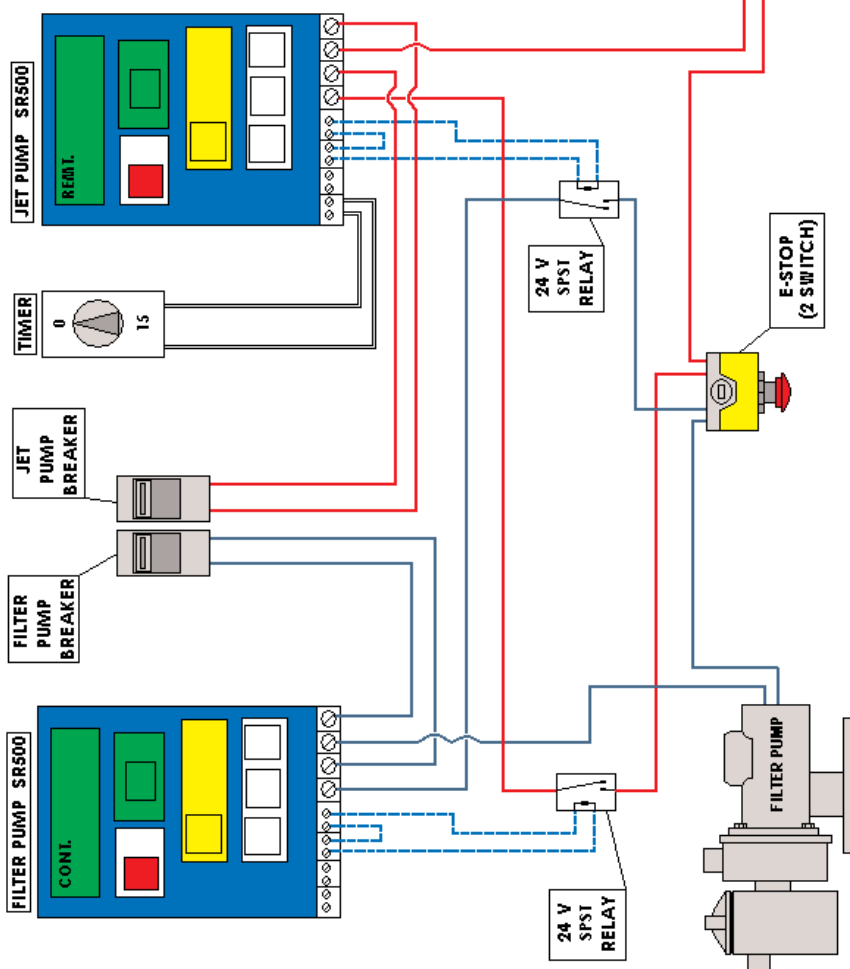 JET PUMP SR500
REMT.
TIMER
0
15
24 V
SPST
RELAY
E-STOP
(2 SWITCH)
JET
PUMP
BREAKER
FILTER
PUMP
BREAKER
FILTER PUMP SR500
CONT.
FILTER PUMP
24 V
SPST
RELAY